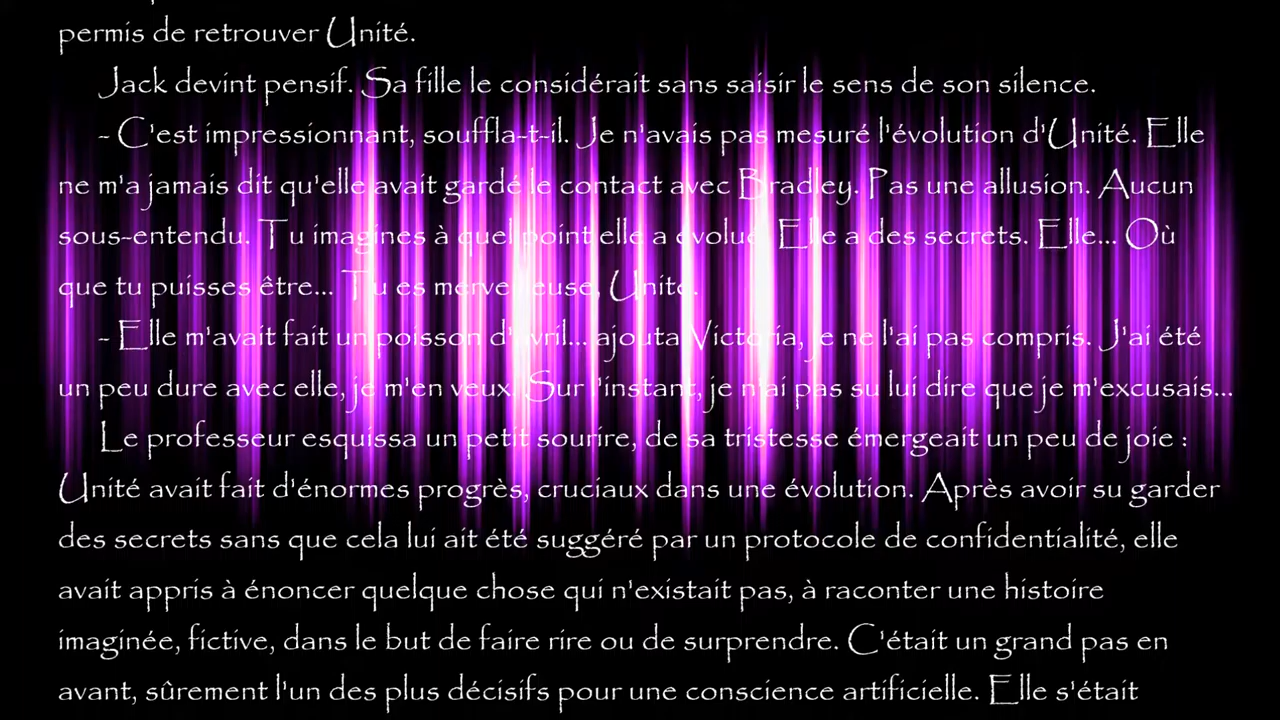 permis de retrouver Unité.
Jack devint pensif. Sa fille le considérait sans saisir le sens de son silence.
- C'est impressionnant, souffla-t-il. Je n'avais pas mesuré l'évolution d'Unité. Elle
ne m'a jamais dit qu'elle avait gardé le contact avec Bradley. Pas une allusion. Aucun
sous-entendu. Tu imagines à quel point elle a évolué. Elle a des secrets. Elle... Où
que tu puisses être... Tu es merveilleuse, Unité.
- Elle m'avait fait un poisson d'avril... ajouta Victoria, je ne l'ai pas compris. J'ai été
un peu dure avec elle, je m'en veux. Sur l'instant, je n'ai pas su lui dire que je m'excusais...
Le professeur esquissa un petit sourire, de sa tristesse émergeait un peu de joie :
Unité avait fait d'énormes progrès, cruciaux dans une évolution. Après avoir su garder
des secrets sans que cela lui ait été suggéré par un protocole de confidentialité, elle
avait appris à énoncer quelque chose qui n'existait pas, à raconter une histoire
imaginée, fictive, dans le but de faire rire ou de surprendre. C'était un grand pas en
avant, sûrement l'un des plus décisifs pour une conscience artificielle. Elle s'était